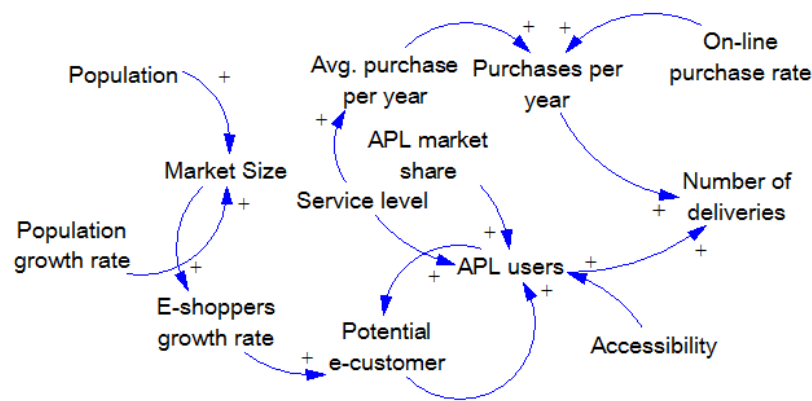 Population
Avg. purchase
per year
Purchases per
year
On-line
purchase rate
Market Size
APL market
share
Service level
Number of
deliveries
Population
growth rate
E-shoppers
growth rate
Potential
e-customer
APL users
Accessibility
+
+
+
+
+
+
+
+
+
+
+
+
+